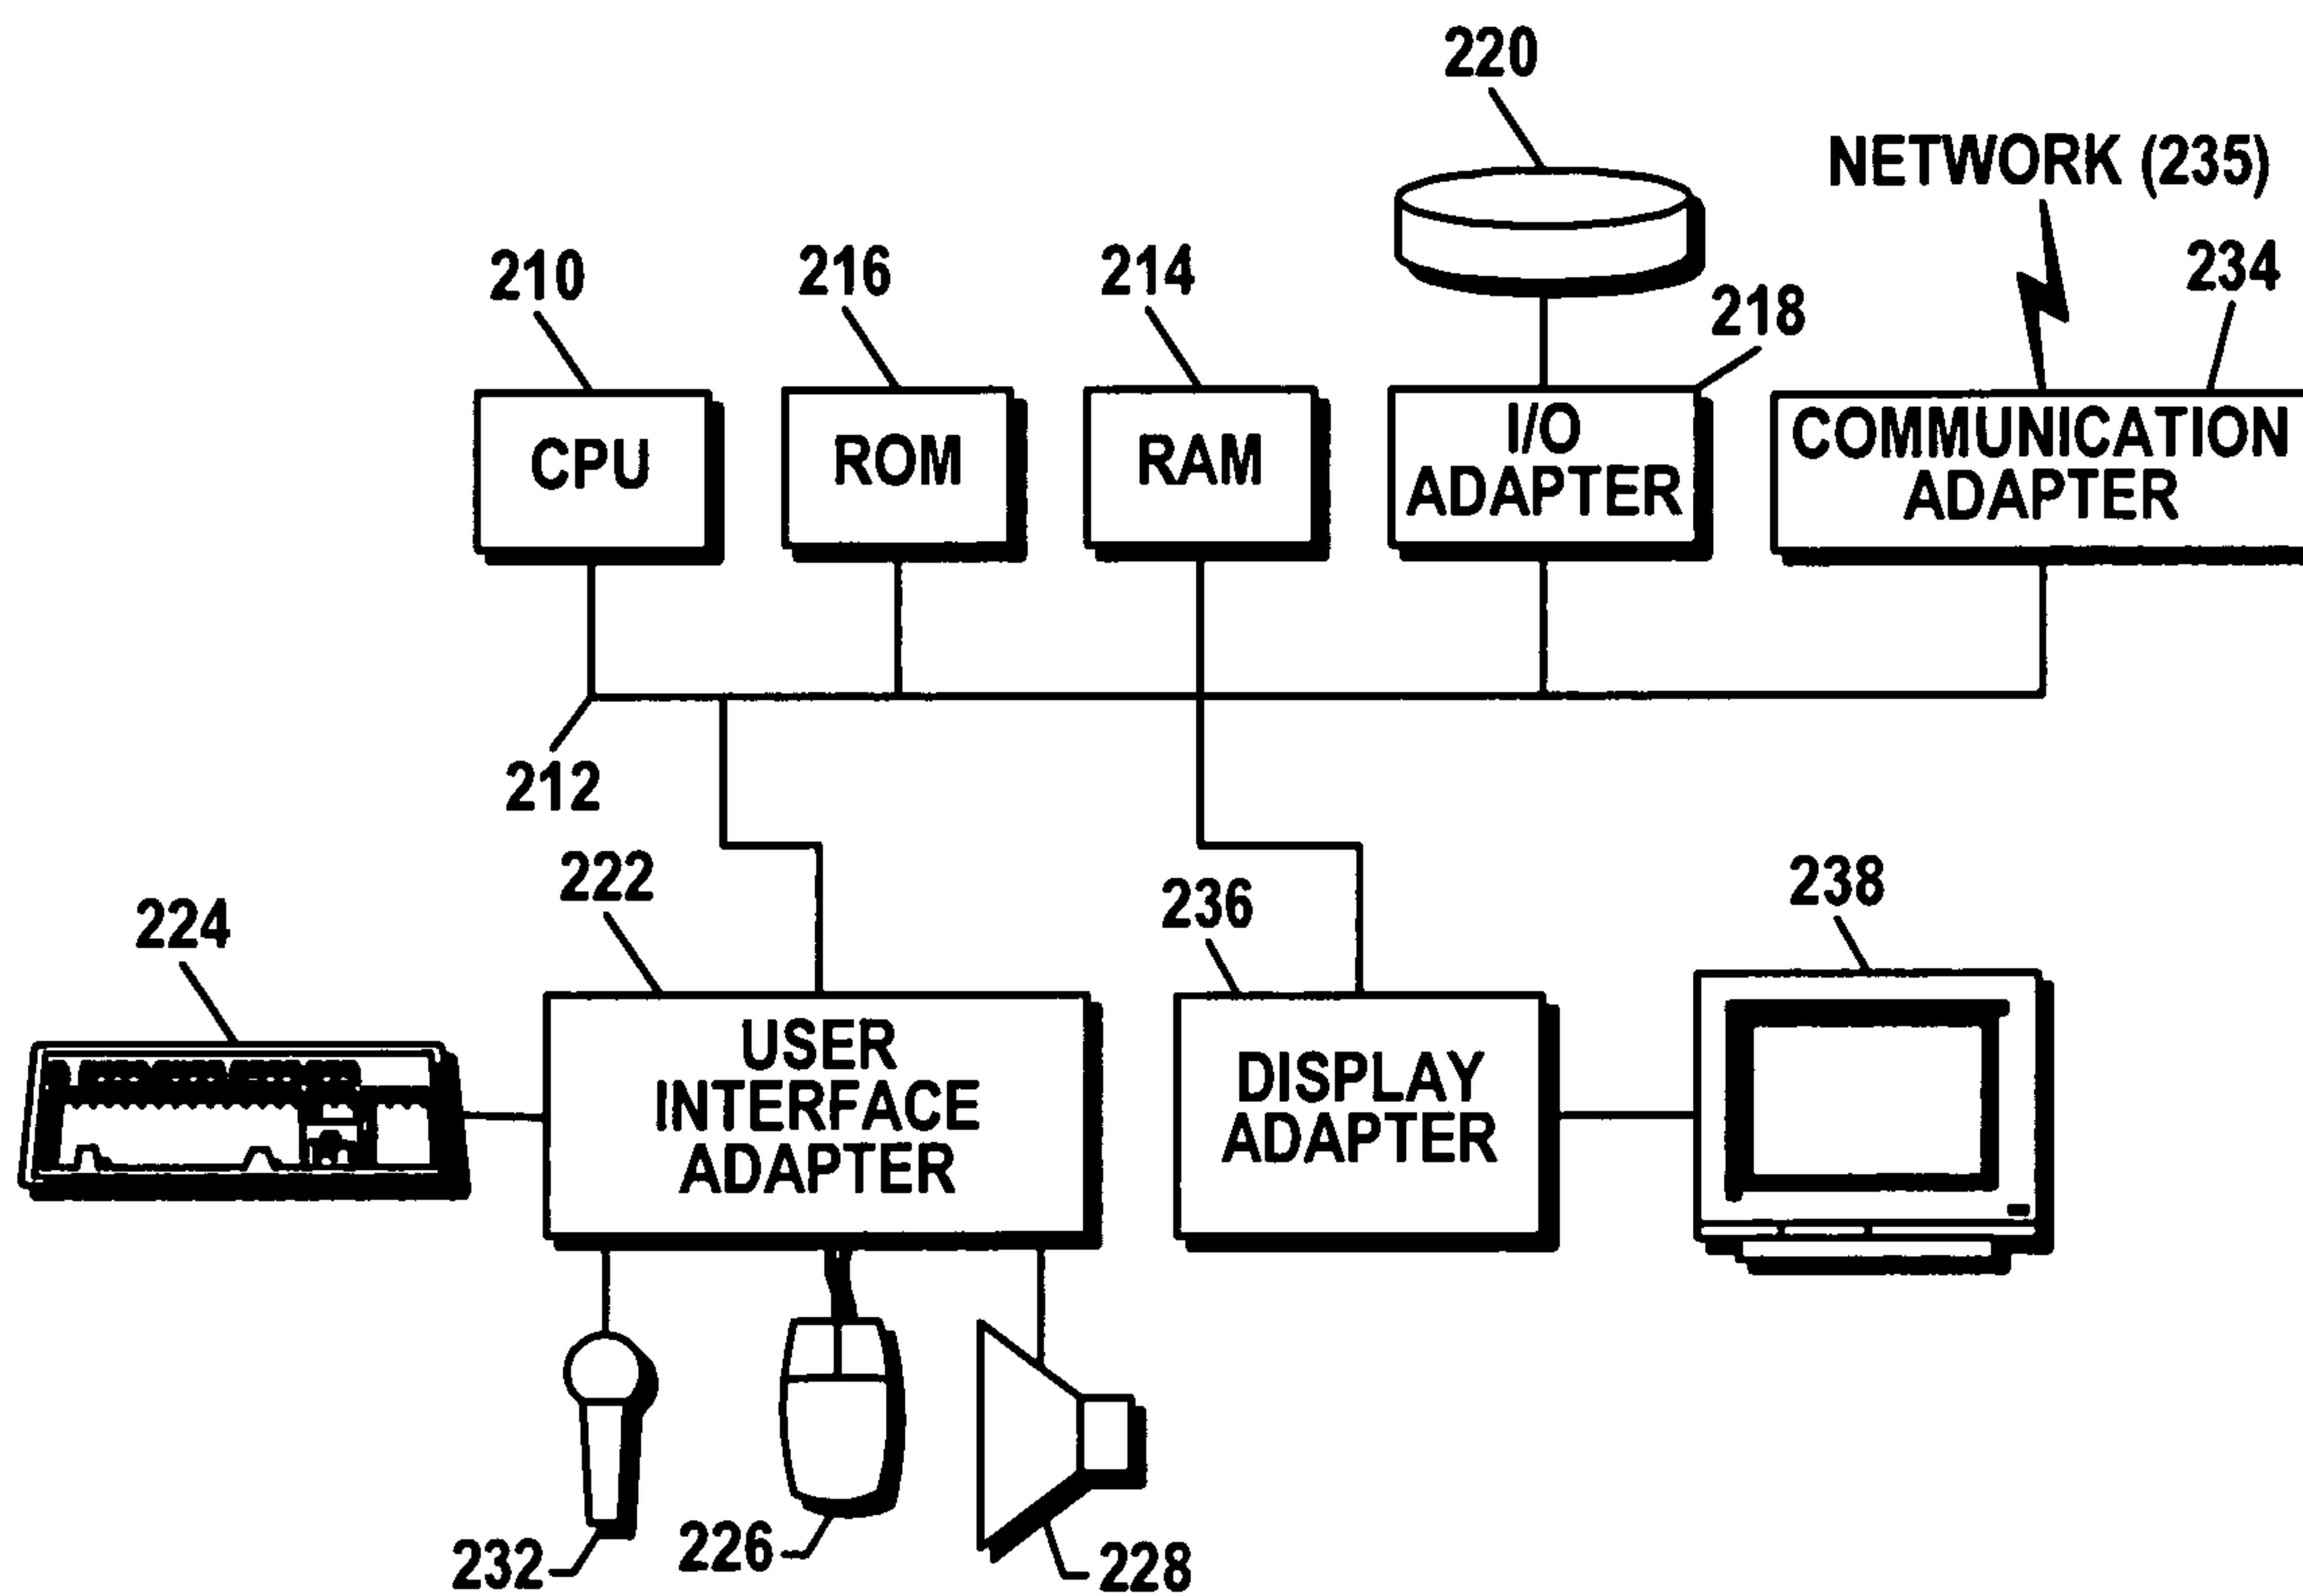 220
NETWORK (235)
210
216
214
218
234
CPU
ROM
RAM
I/O
ADAPTER
COMMUNICATION
ADAPTER
212
222
236
238
224
USER
INTERFACE
ADAPTER
DISPLAY
ADAPTER
232
226
228